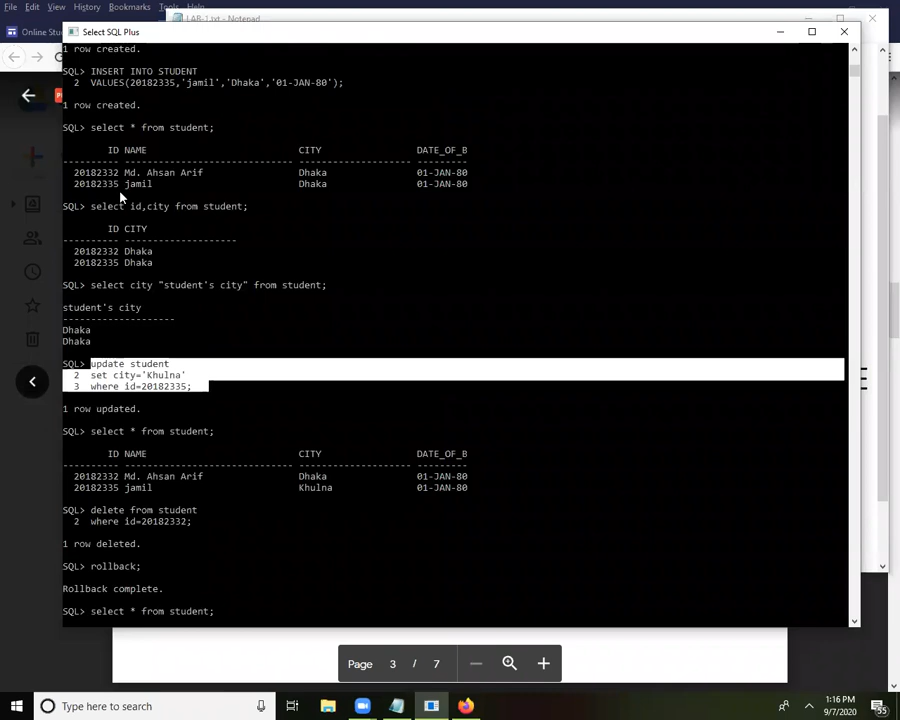 File Edit View History Bookmarks Tools Help
LAB-1.txt - Notepad
Online Stu
Select SQL Plus
1 row created.
SQL> INSERT INTO STUDENT
2 VALUES(20182335,'jamil','Dhaka','01-JAN-80');
1 row created.
SQL> select * from student;
ID NAME CITY DATE_OF_B
---------- ------------------------------ ------------------------- ---------
20182332 Md. Ahsan Arif Dhaka 01-JAN-80
20182335 jamil Dhaka 01-JAN-80
SQL> select id,city from student;
ID CITY
---------- --------------------
20182332 Dhaka
20182335 Dhaka
SQL> select city "student's city" from student;
student's city
--------------------
Dhaka
Dhaka
SQL> update student
2 set city='Khulna'
3 where id=20182335;
1 row updated.
SQL> select * from student;
ID NAME CITY DATE_OF_B
---------- ------------------------------ ------------------------- ---------
20182332 Md. Ahsan Arif Dhaka 01-JAN-80
20182335 jamil Khulna 01-JAN-80
SQL> delete from student
2 where id=20182332;
1 row deleted.
SQL> rollback;
Rollback complete.
SQL> select * from student;
Page 3 / 7
Type here to search
1:16 PM
9/7/2020
55